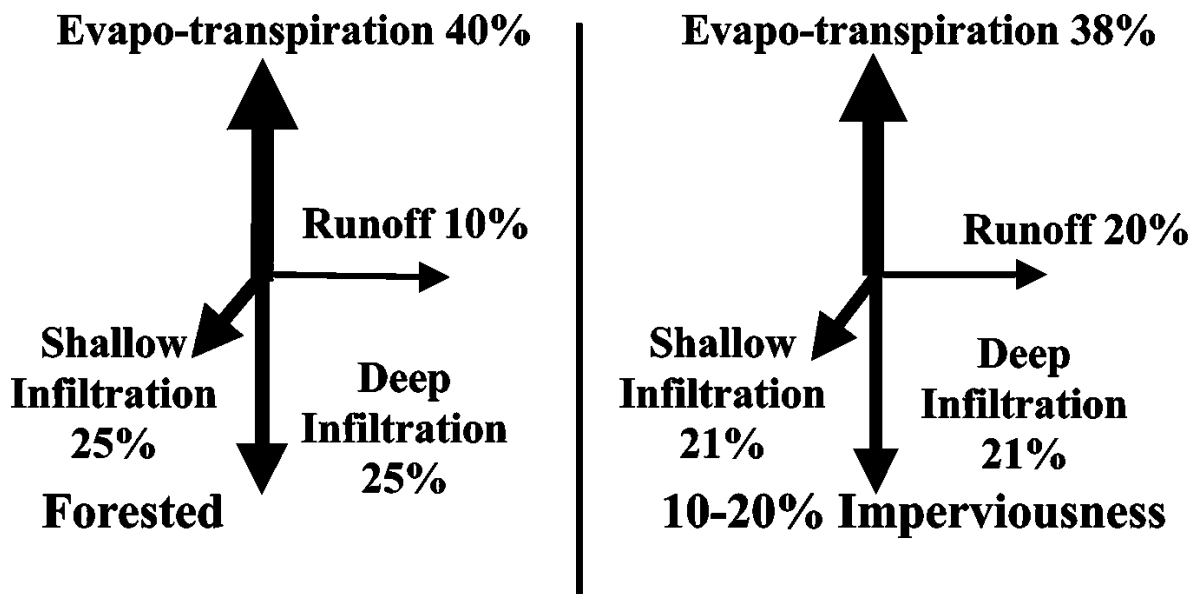 Evapo-transpiration 40%
Runoff 10%
Shallow
Infiltration
25%
Deep
Infiltration
25%
Forested
Evapo-transpiration 38%
Runoff 20%
Shallow
Infiltration
21%
Deep
Infiltration
21%
10-20% Imperviousness